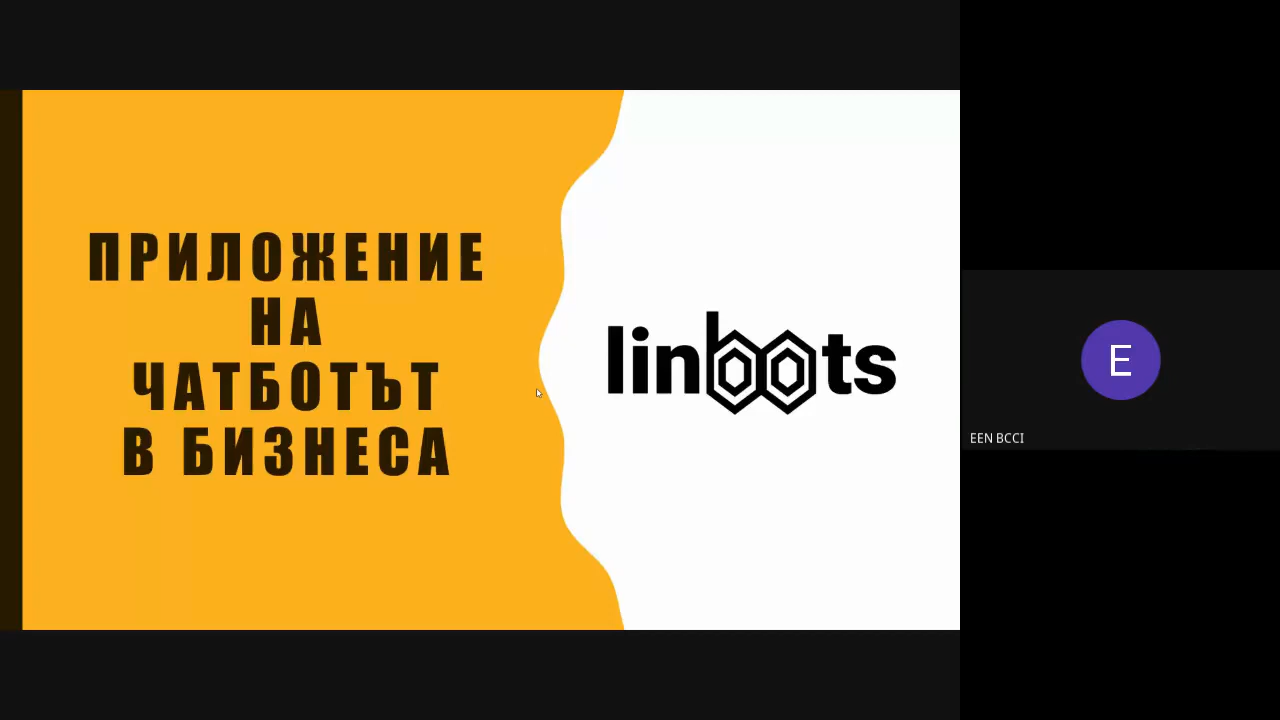 ПРИЛОЖЕНИЕ
НА
ЧАТБОТЪТ
В БИЗНЕСА
linbots
E
EEN BCCI